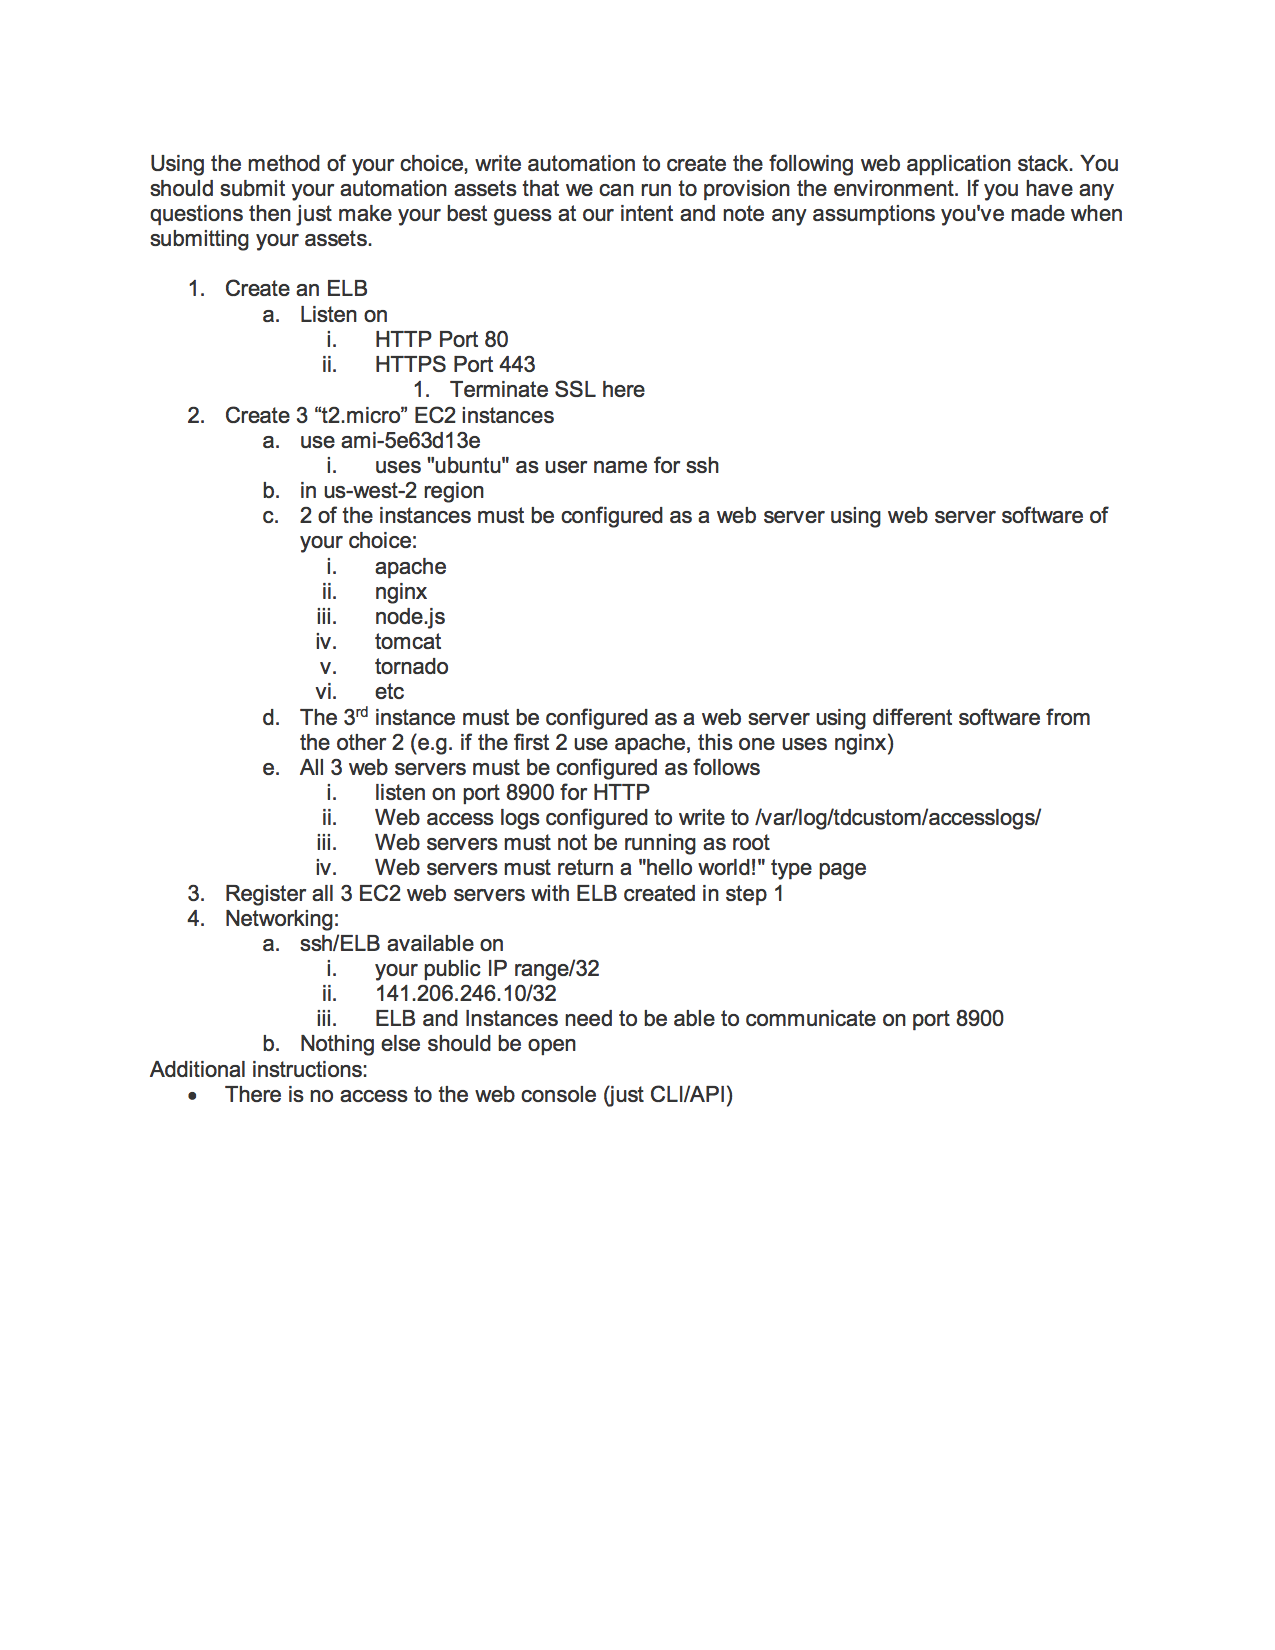 Using the method of your choice, write automation to create the following web application stack. You
should submit your automation assets that we can run to provision the environment. If you have any
questions then just make your best guess at our intent and note any assumptions you've made when
submitting your assets.
1. Create an ELB
a. Listen on
i. HTTP Port 80
ii. HTTPS Port 443
1. Terminate SSL here
2. Create 3 “t2.micro” EC2 instances
a. use ami-5e63d13e
i. uses "ubuntu" as user name for ssh
b. in us-west-2 region
c. 2 of the instances must be configured as a web server using web server software of
your choice:
i. apache
ii. nginx
iii. node.js
iv. tomcat
v. tornado
vi. etc
d. The 3rd instance must be configured as a web server using different software from
the other 2 (e.g. if the first 2 use apache, this one uses nginx)
e. All 3 web servers must be configured as follows
i. listen on port 8900 for HTTP
ii. Web access logs configured to write to /var/log/tdcustom/accesslogs/
iii. Web servers must not be running as root
iv. Web servers must return a "hello world!" type page
3. Register all 3 EC2 web servers with ELB created in step 1
4. Networking:
a. ssh/ELB available on
i. your public IP range/32
ii. 141.206.246.10/32
iii. ELB and Instances need to be able to communicate on port 8900
b. Nothing else should be open
Additional instructions:
• There is no access to the web console (just CLI/API)